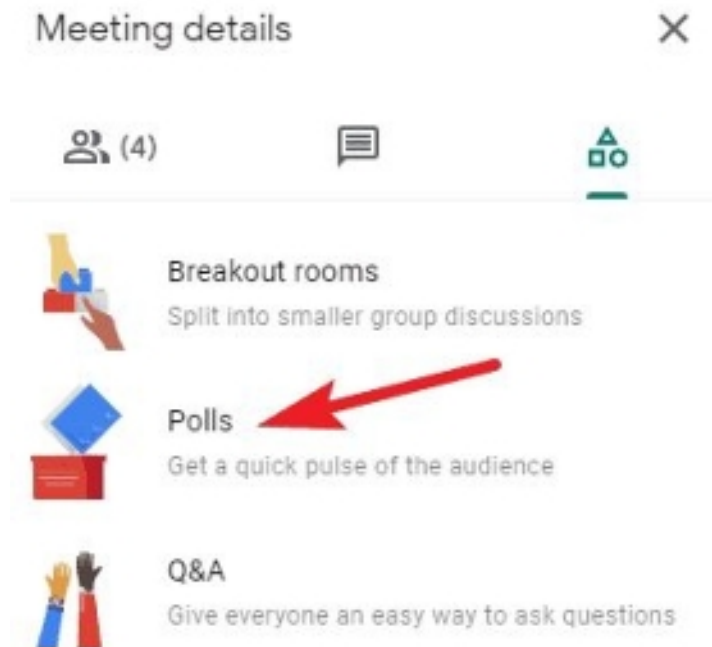 Meeting details
(4)
Breakout rooms
Split into smaller group discussions
Polls
Get a quick pulse of the audience
Q&A
Give everyone an easy way to ask questions